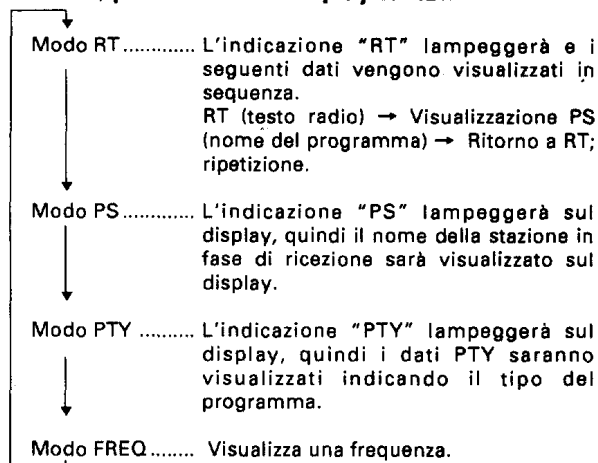 Modo RT............. L'indicazione "RT" lampeggerà e i
seguenti dati vengono visualizzati in
sequenza.
RT (testo radio) → Visualizzazione PS
(nome del programma) → Ritorno a RT;
ripetizione.
Modo PS............. L'indicazione "PS" lampeggerà sul
display, quindi il nome della stazione in
fase di ricezione sarà visualizzato sul
display.
Modo PTY .......... L'indicazione "PTY" lampeggerà sul
display, quindi i dati PTY saranno
visualizzati indicando il tipo del
programma.
Modo FREQ........ Visualizza una frequenza.